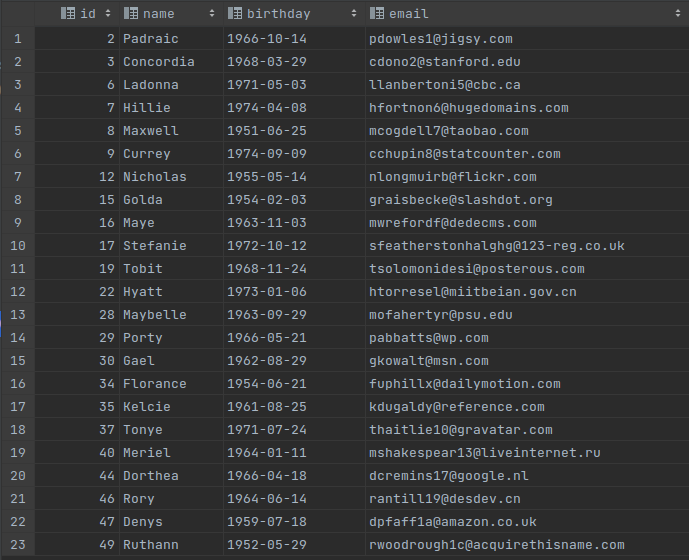 id name birthday email
1 2 Padraic 1966-10-14 pdowles1@jigsy.com
2 3 Concordia 1968-03-29 cdono2@stanford.edu
3 6 Ladonna 1971-05-03 llanbertoni5@cbc.ca
4 7 Hillie 1974-04-08 hfortnon6@hugedomains.com
5 8 Maxwell 1951-06-25 mcogdell7@taobao.com
6 9 Currey 1974-09-09 cchupin8@statcounter.com
7 12 Nicholas 1955-05-14 nlongmuirb@flickr.com
8 15 Golda 1954-02-03 graisbecke@slashdot.org
9 16 Maye 1963-11-03 mwrefordf@dedecms.com
10 17 Stefanie 1972-10-12 sfeatherstonhalghg@123-reg.co.uk
11 19 Tobit 1968-11-24 tsolomonidesi@posterous.com
12 22 Hyatt 1973-01-06 htorresel@miitbeian.gov.cn
13 28 Maybelle 1963-09-29 mofahertyr@psu.edu
14 29 Porty 1966-05-21 pabbatts@wp.com
15 30 Gael 1962-08-29 gkowalt@msn.com
16 34 Florance 1954-06-21 fuphillx@dailymotion.com
17 35 Kelcie 1961-08-25 kdugaldy@reference.com
18 37 Tonye 1971-07-24 thaitlie10@gravatar.com
19 40 Meriel 1964-01-11 mshakespear13@liveinternet.ru
20 44 Dorthea 1966-04-18 dcremins17@google.nl
21 46 Rory 1964-06-14 rantill19@desdev.cn
22 47 Denys 1959-07-18 dpfaff1a@amazon.co.uk
23 49 Ruthann 1952-05-29 rwoodrough1c@acquirethisname.com